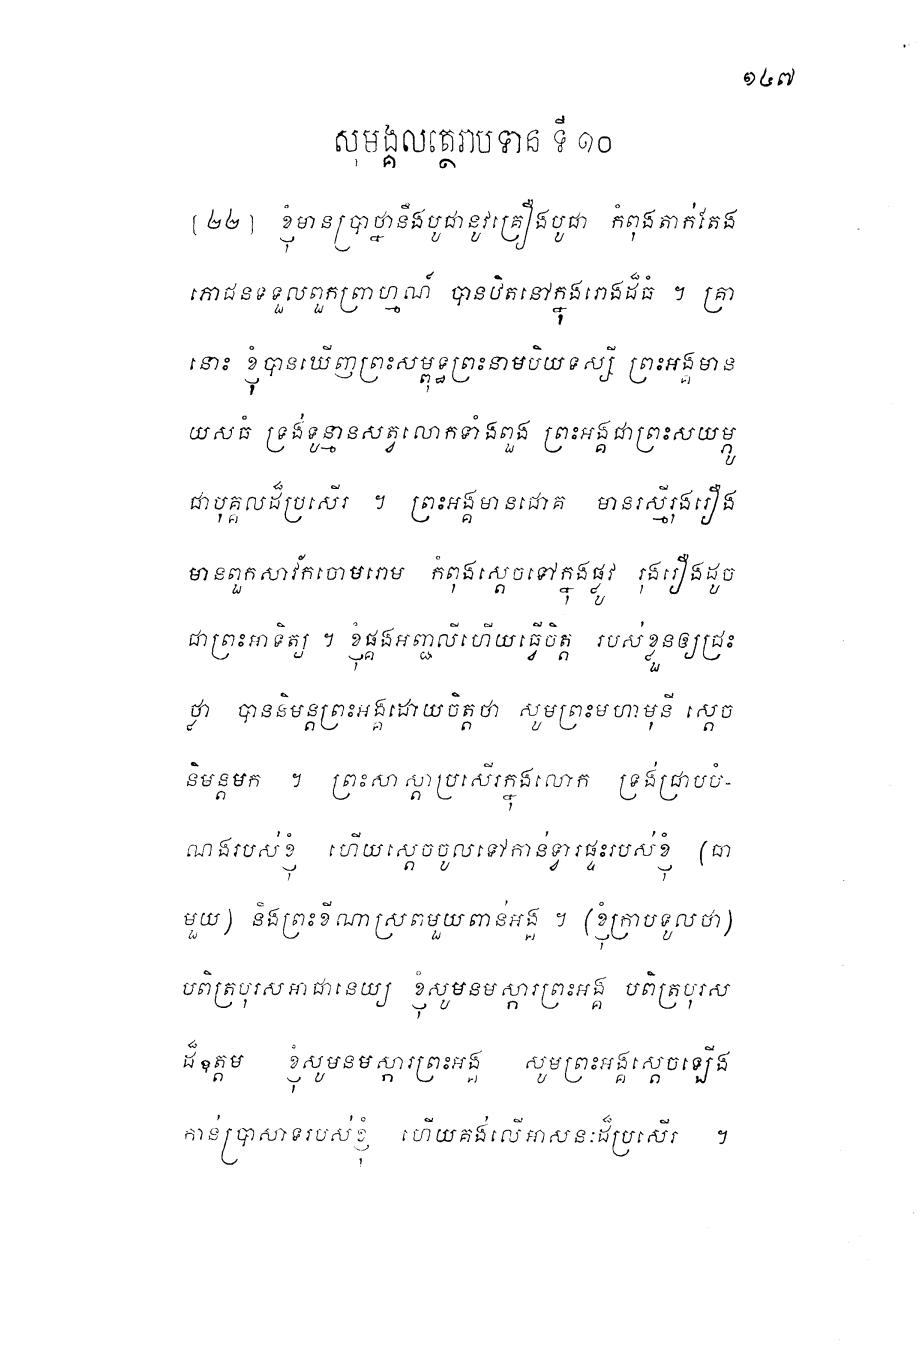 ១៤៧
សុមង្គលត្ថេរាបទាន ទី ១០
[២២] ខ្ញុំមានប្រាថ្នានឹងបូជានូវគ្រឿងបូជា កំពុងតាក់តែង
ភោជនទទួលពួកព្រាហ្មណ៍ បានឋិតនៅក្នុងរោងដ៏ធំ ។ គ្រា
នោះ ខ្ញុំបានឃើញព្រះសម្ពុទ្ធព្រះនាមបិយទស្សី ព្រះអង្គមាន
យសធំ ទ្រង់ទូន្មានសត្វលោកទាំងពួង ព្រះអង្គជាព្រះសយម្ភូ
ជាបុគ្គលដ៏ប្រសើរ ។ ព្រះអង្គមានជោគ មានរស្មីរុងរឿង
មានពួកសាវ័កចោមរោម កំពុងស្តេចទៅក្នុងផ្លូវ រុងរឿងដូច
ជាព្រះអាទិត្យ ។ ខ្ញុំផ្គងអញ្ជលីហើយធ្វើចិត្ត របស់ខ្លួនឲ្យជ្រះ
ថ្លា បាននិមន្តព្រះអង្គដោយចិត្តថា សូមព្រះមហាមុនី ស្តេច
និមន្តមក ។ ព្រះសាស្តាប្រសើរក្នុងលោក ទ្រង់ជ្រាបបំ-
ណងរបស់ខ្ញុំ ហើយស្តេចចូលទៅកាន់ទ្វារផ្ទះរបស់ខ្ញុំ (ជា
មួយ) និងព្រះខីណាស្រពមួយពាន់អង្គ ។ (ខ្ញុំក្រាបទូលថា)
បពិត្របុរសអាជានេយ្យ ខ្ញុំសូមនមស្ការព្រះអង្គ បពិត្របុរស
ដ៏ឧត្តម ខ្ញុំសូមនមស្ការព្រះអង្គ សូមព្រះអង្គស្តេចឡើង
កាន់ប្រាសាទរបស់ខ្ញុំ ហើយគង់លើអាសនៈដ៏ប្រសើរ ។